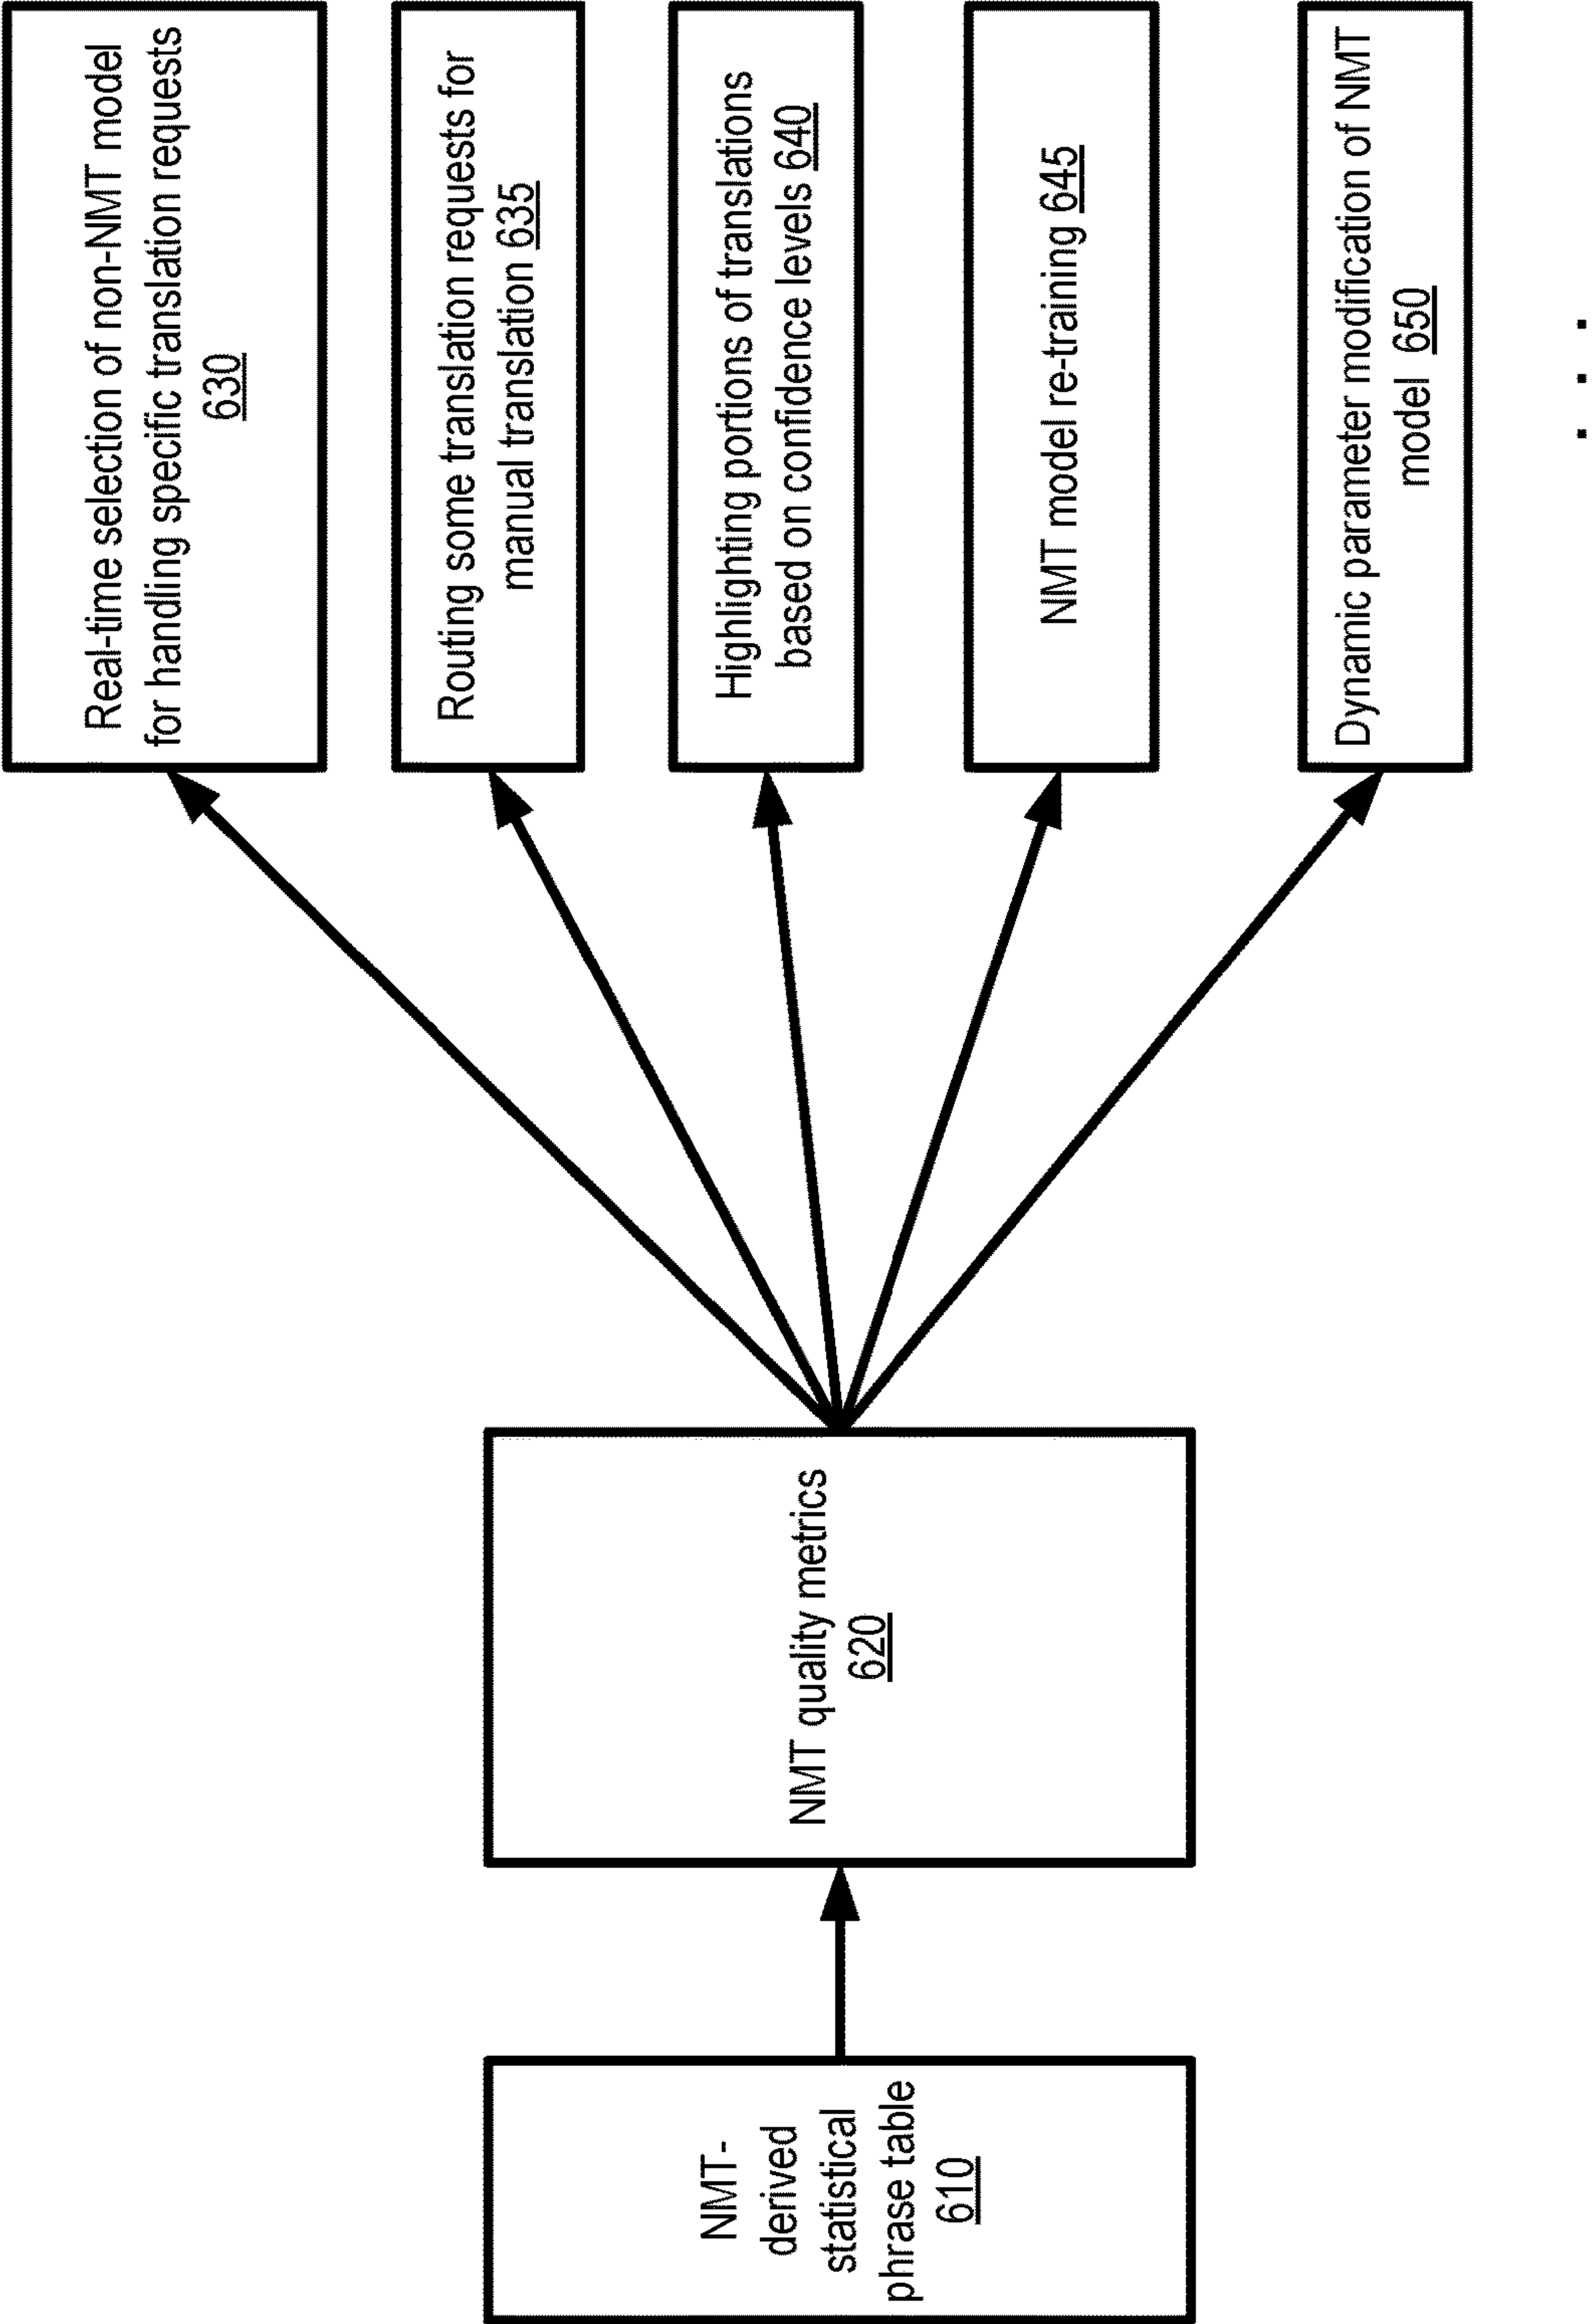 NMT-
derived
statistical
phrase table
610
NMT quality metrics
620
Real-time selection of non-NMT model
for handling specific translation requests
630
Routing some translation requests for
manual translation 635
Highlighting portions of translations
based on confidence levels 640
NMT model re-training 645
Dynamic parameter modification of NMT
model 650
. . .